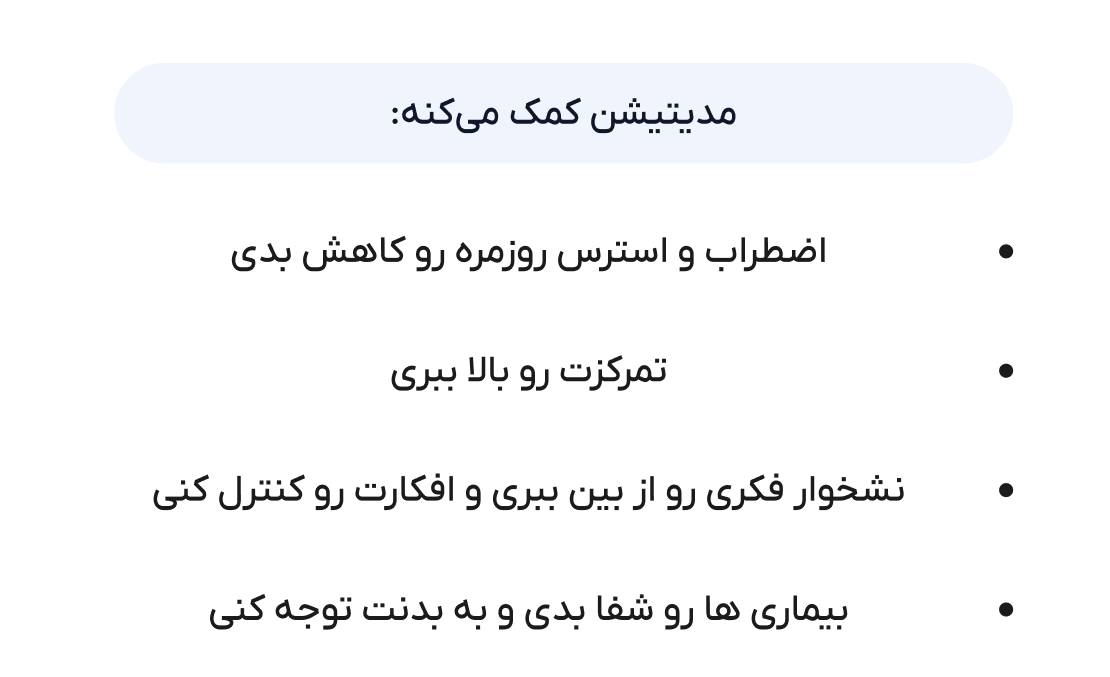 مدیتیشن کمک می‌کنه:
• اضطراب و استرس روزمره رو کاهش بدی
• تمرکزت رو بالا ببری
• نشخوار فکری رو از بین ببری و افکارت رو کنترل کنی
• بیماری ها رو شفا بدی و به بدنت توجه کنی